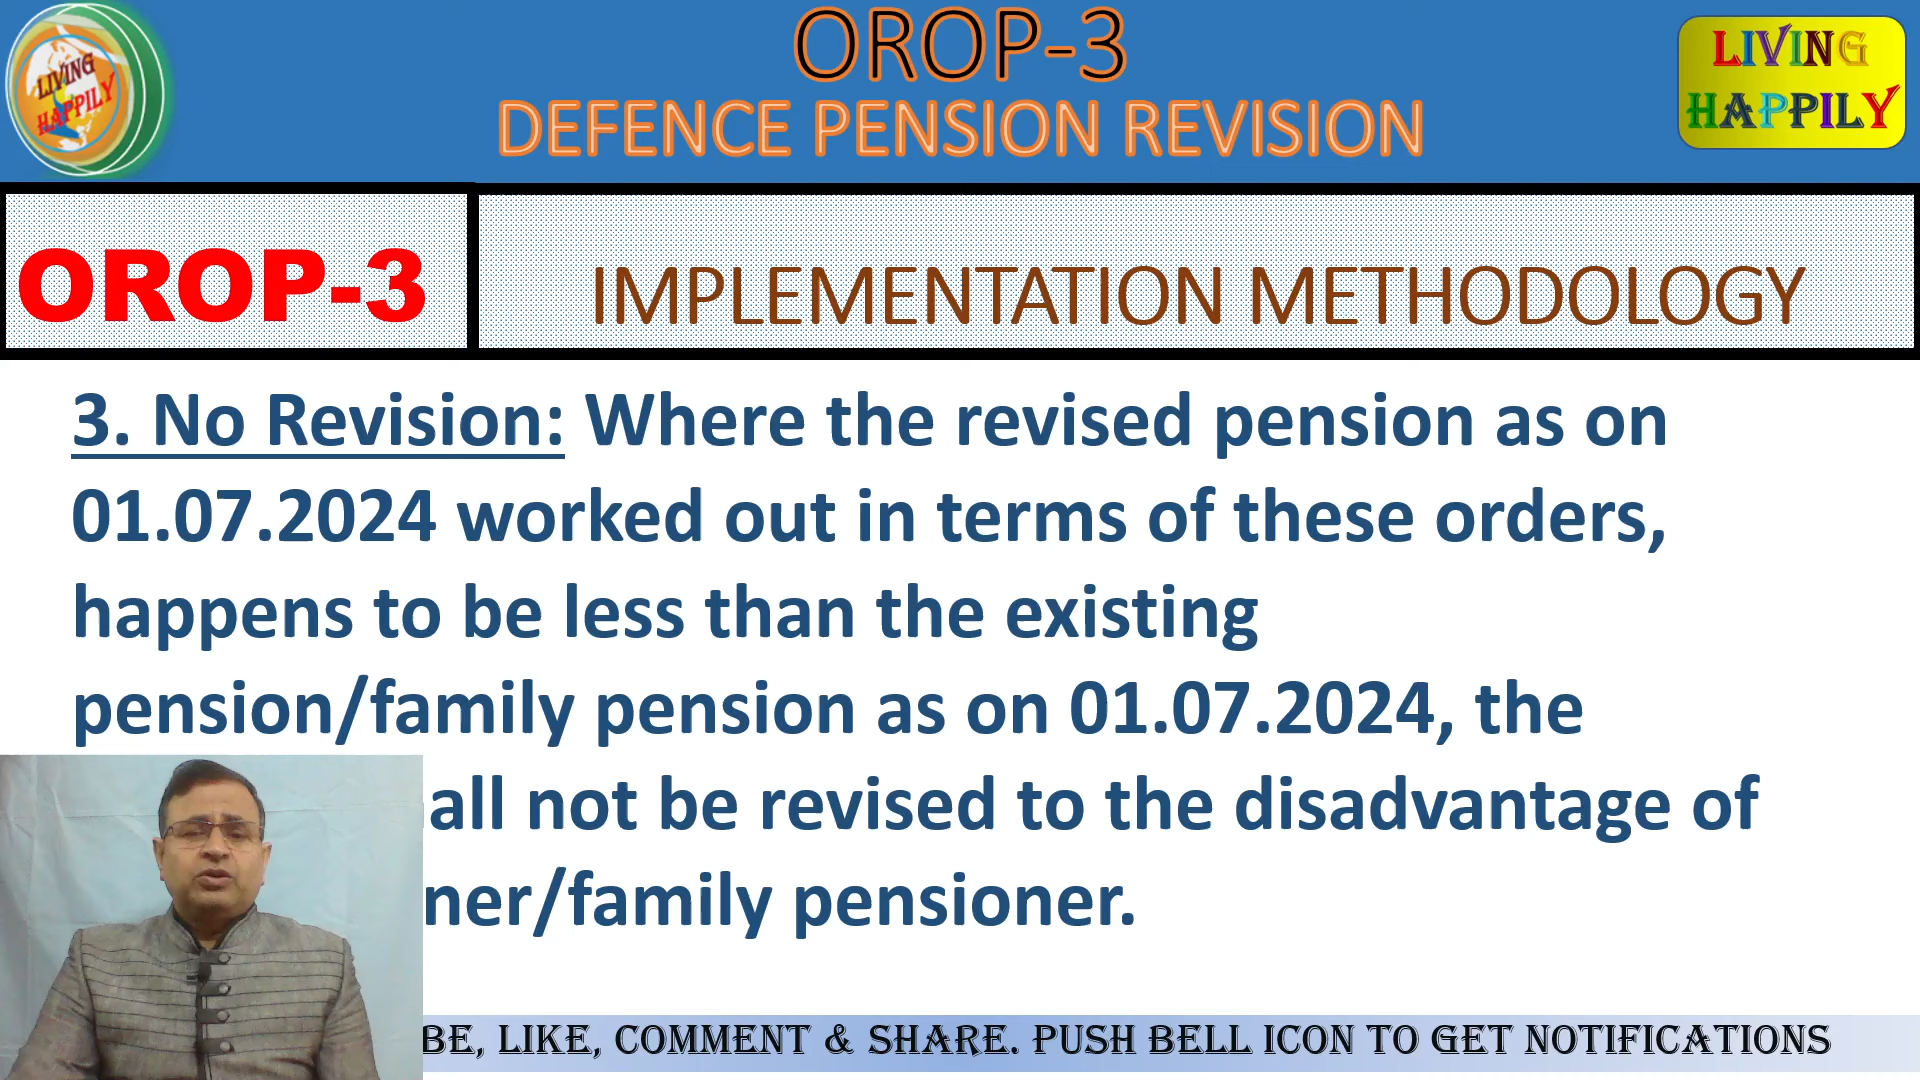 OROP-3
DEFENCE PENSION REVISION
LIVING
HAPPILY
LIVING
HAPPILY
OROP-3
IMPLEMENTATION METHODOLOGY
3. No Revision: Where the revised pension as on
01.07.2024 worked out in terms of these orders,
happens to be less than the existing
pension/family pension as on 01.07.2024, the
all not be revised to the disadvantage of
ner/family pensioner.
BE, LIKE, COMMENT & SHARE. PUSH BELL ICON TO GET NOTIFICATIONS